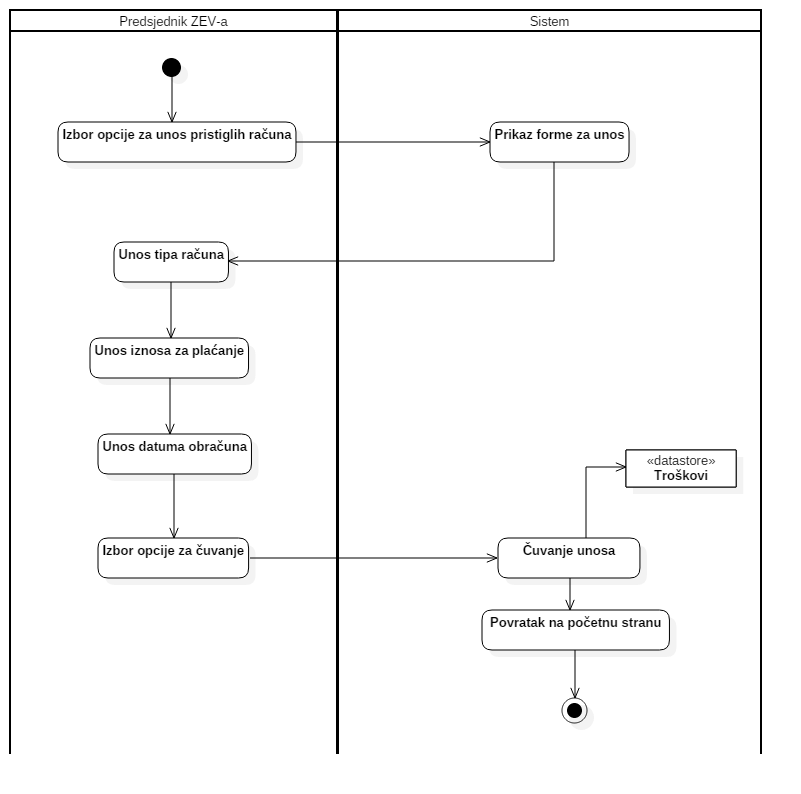 Predsjednik ZEV-a
Sistem
Izbor opcije za unos pristiglih računa
Prikaz forme za unos
Unos tipa računa
Unos iznosa za plaćanje
Unos datuma obračuna
«datastore»
Troškovi
Izbor opcije za čuvanje
Čuvanje unosa
Povratak na početnu stranu